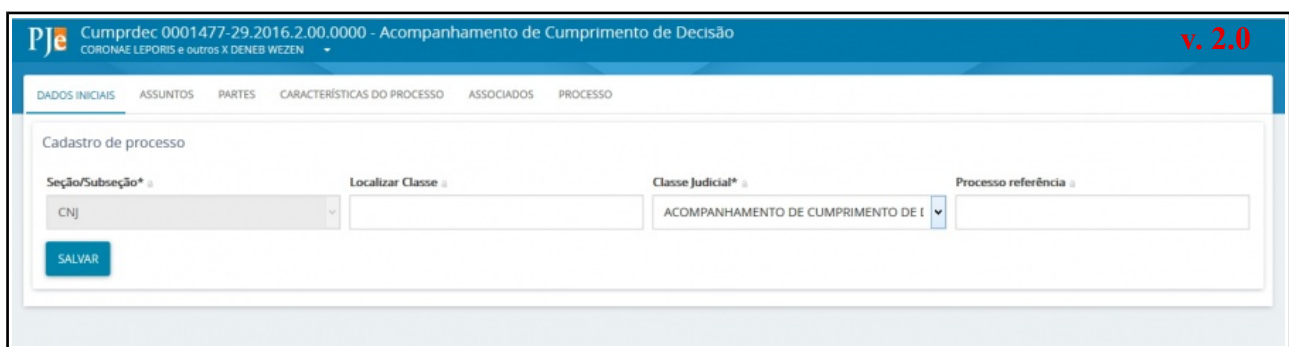 PJe Cumprdec 0001477-29.2016.2.00.0000 - Acompanhamento de Cumprimento de Decisão
CORONAE LEPORIS e outros X DENEB WEZEN
v. 2.0
DADOS INICIAIS ASSUNTOS PARTES CARACTERÍSTICAS DO PROCESSO ASSOCIADOS PROCESSO
Cadastro de processo
Seção/Subseção* Localizar Classe Classe Judicial* Processo referência
CNJ ACOMPANHAMENTO DE CUMPRIMENTO DE
SALVAR